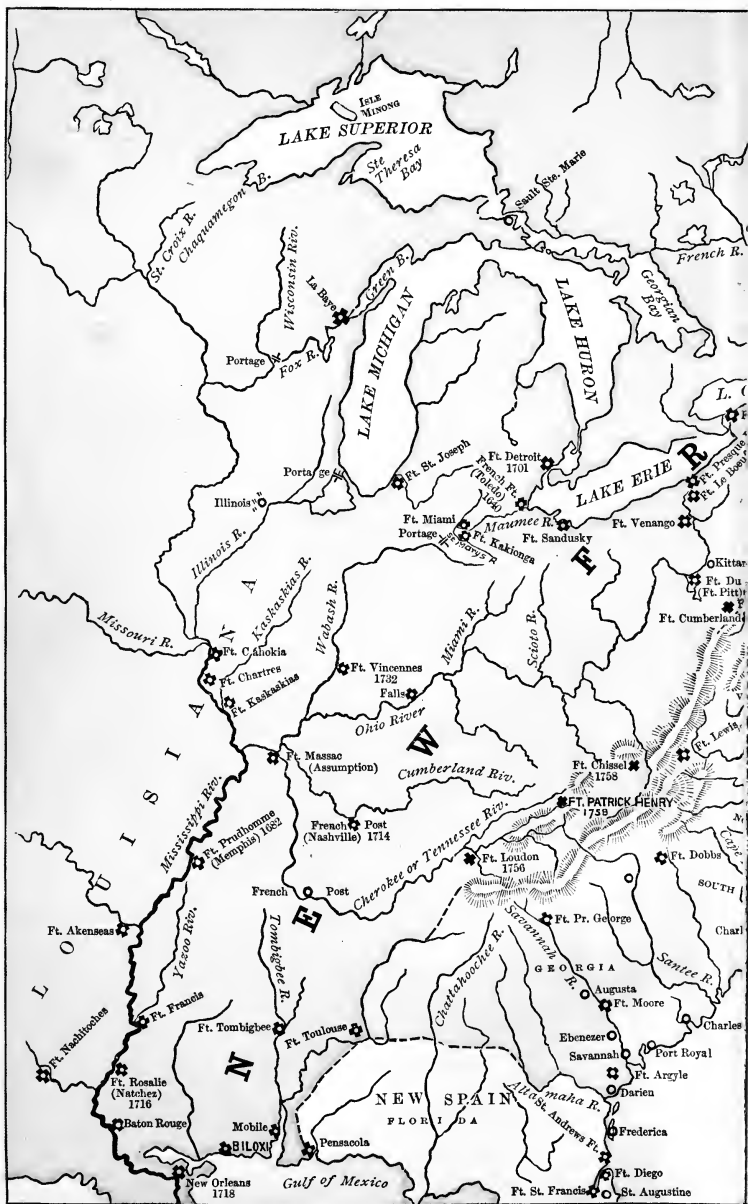 ISLE
MINONG
LAKE SUPERIOR
Ste
Theresa
Bay
Sault Ste. Marie
St. Croix R.
Chaquamegon B.
French R.
Georgian
Bay
Wisconsin Riv.
La Baye
Green B.
LAKE MICHIGAN
LAKE HURON
Portage
Fox R.
L.
Portage
Ft. St. Joseph
Ft. Detroit
1701
French Ft.
(Toledo)
1640
LAKE ERIE
R
Ft. Presque
Ft. Le Boeu
Illinois
Illinois R.
Ft. Miami
Maumee R.
Portage
St. Marys R
Ft. Kakionga
Ft. Sandusky
Ft. Venango
F
Kittar
Ft. Du
(Ft. Pitt)
Ft. Cumberland
A
Kaskaskias R.
Wabash R.
Miami R.
Scioto R.
Missouri R.
N
Ft. Cahokia
Ft. Chartres
Ft. Kaskaskias
Ft. Vincennes
1732
Falls
A
Ohio River
W
Ft. Lewis
I
Ft. Massac
(Assumption)
Cumberland Riv.
Ft. Chissel
1758
S
Mississippi Riv.
FT. PATRICK HENRY
1758
Ft. Prudhomme
(Memphis) 1682
French Post
(Nashville) 1714
Cherokee or Tennessee Riv.
Ft. Loudon
1756
Ft. Dobbs
Cape
I
U
French Post
SOUTH
E
Ft. Akenseas
O
Yazoo Riv.
Tombigbee R.
Chattahoochee R.
Savannah
R.
Ft. Pr. George
Charl
Santee R.
GEORGIA
Augusta
Ft. Moore
L
Ft. Francis
Ft. Tombigbee
Ft. Toulouse
Charles
Ebenezer
Port Royal
Savannah
Ft. Nachitoches
Ft. Rosalie
(Natchez)
1716
N
NEW SPAIN
FLORIDA
Altamaha R.
Ft. Argyle
Darien
Baton Rouge
Mobile
BILOXI
Pensacola
St. Andrews Ft.
Frederica
New Orleans
1718
Gulf of Mexico
Ft. Diego
Ft. St. Francis
St. Augustine